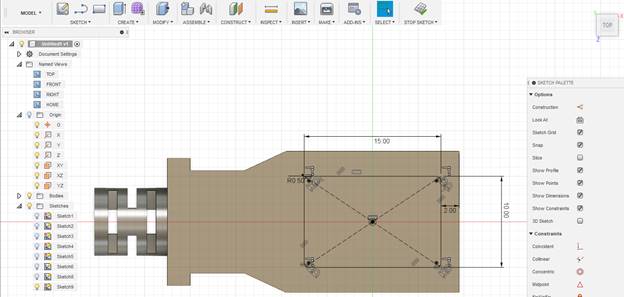 MODEL
SKETCH
CREATE
MODIFY
ASSEMBLE
CONSTRUCT
INSPECT
INSERT
MAKE
ADD-INS
SELECT
STOP SKETCH
TOP
X
Z
BROWSER
Untitled1 v1
Document Settings
Named Views
TOP
FRONT
RIGHT
HOME
Origin
O
X
Y
Z
XY
XZ
YZ
Bodies
Sketches
Sketch1
Sketch2
Sketch3
Sketch4
Sketch5
Sketch6
Sketch8
Sketch9
15.00
R0.50
10.00
2.00
SKETCH PALETTE
Options
Construction
Look At
Sketch Grid
Snap
Slice
Show Profile
Show Points
Show Dimensions
Show Constraints
3D Sketch
Constraints
Coincident
Collinear
Concentric
Midpoint